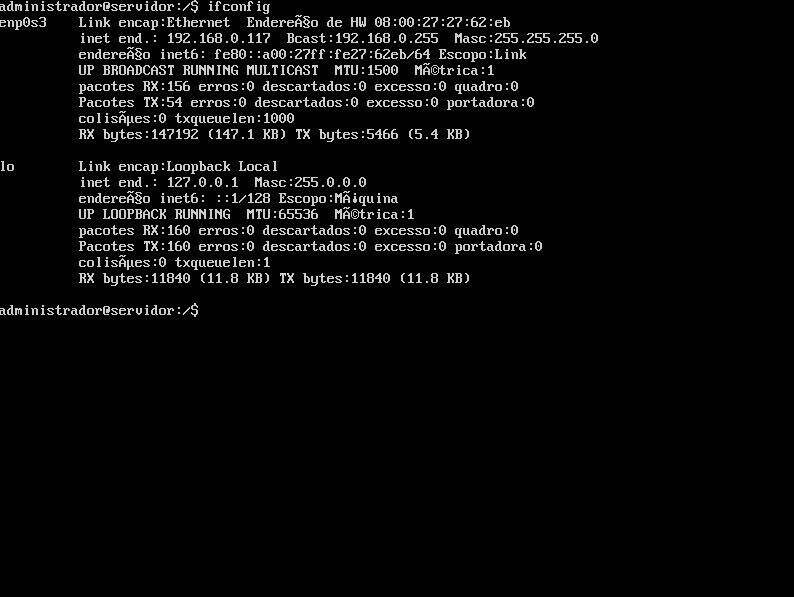 administrador@servidor:/$ ifconfig
enp0s3    Link encap:Ethernet  EndereÃ§o de HW 08:00:27:27:62:eb
          inet end.: 192.168.0.117  Bcast:192.168.0.255  Masc:255.255.255.0
          endereÃ§o inet6: fe80::a00:27ff:fe27:62eb/64 Escopo:Link
          UP BROADCAST RUNNING MULTICAST  MTU:1500  MÃ©trica:1
          pacotes RX:156 erros:0 descartados:0 excesso:0 quadro:0
          Pacotes TX:54 erros:0 descartados:0 excesso:0 portadora:0
          colisÃµes:0 txqueuelen:1000
          RX bytes:147192 (147.1 KB) TX bytes:5466 (5.4 KB)
lo        Link encap:Loopback Local
          inet end.: 127.0.0.1  Masc:255.0.0.0
          endereÃ§o inet6: ::1/128 Escopo:MÃ¡quina
          UP LOOPBACK RUNNING  MTU:65536  MÃ©trica:1
          pacotes RX:160 erros:0 descartados:0 excesso:0 quadro:0
          Pacotes TX:160 erros:0 descartados:0 excesso:0 portadora:0
          colisÃµes:0 txqueuelen:1
          RX bytes:11840 (11.8 KB) TX bytes:11840 (11.8 KB)
administrador@servidor:/$